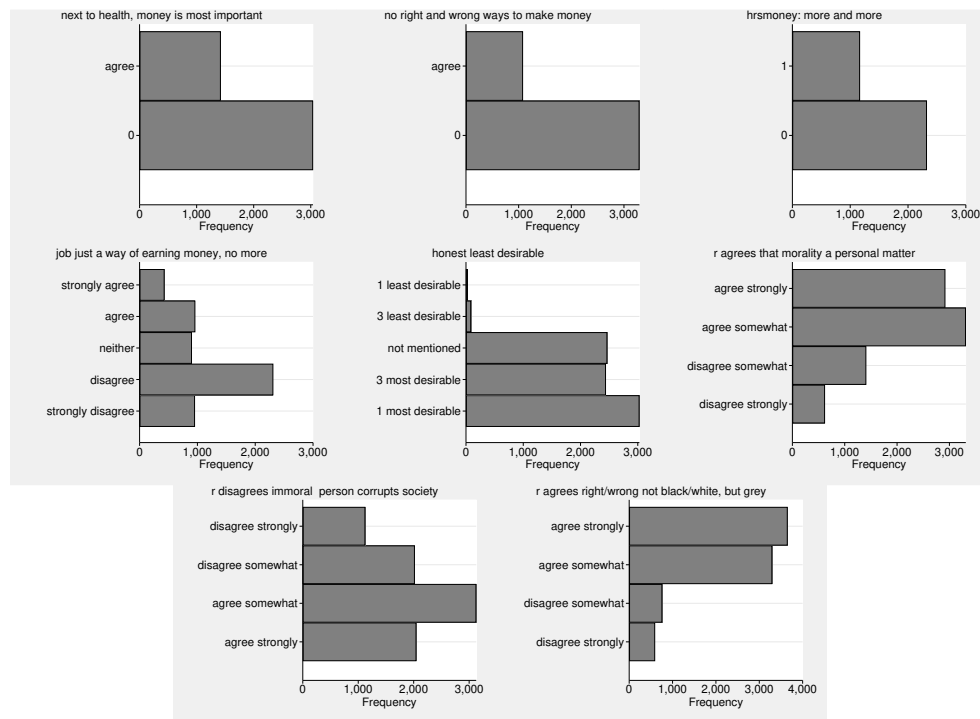 next to health, money is most important
agree
0
0 1,000 2,000 3,000
Frequency
no right and wrong ways to make money
agree
0
0 1,000 2,000 3,000
Frequency
hrsmoney: more and more
1
0
0 1,000 2,000 3,000
Frequency
job just a way of earning money, no more
strongly agree
agree
neither
disagree
strongly disagree
0 1,000 2,000 3,000
Frequency
honest least desirable
1 least desirable
3 least desirable
not mentioned
3 most desirable
1 most desirable
0 1,000 2,000 3,000
Frequency
r agrees that morality a personal matter
agree strongly
agree somewhat
disagree somewhat
disagree strongly
0 1,000 2,000 3,000
Frequency
r disagrees immoral person corrupts society
disagree strongly
disagree somewhat
agree somewhat
agree strongly
0 1,000 2,000 3,000
Frequency
r agrees right/wrong not black/white, but grey
agree strongly
agree somewhat
disagree somewhat
disagree strongly
0 1,000 2,000 3,000 4,000
Frequency